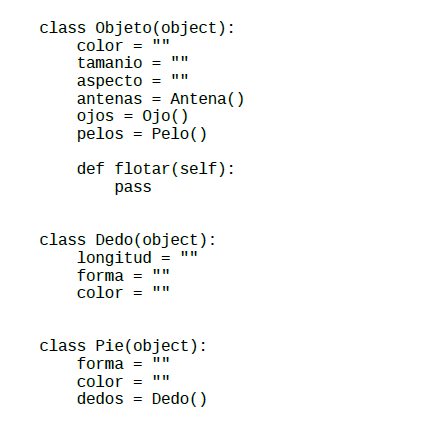 class Objeto(object):
    color = ""
    tamanio = ""
    aspecto = ""
    antenas = Antena()
    ojos = Ojo()
    pelos = Pelo()

    def flotar(self):
        pass


class Dedo(object):
    longitud = ""
    forma = ""
    color = ""


class Pie(object):
    forma = ""
    color = ""
    dedos = Dedo()